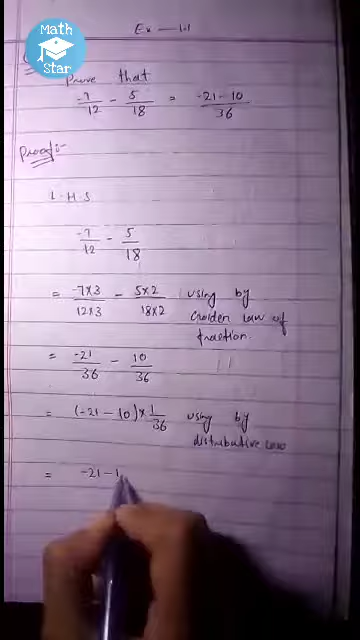 Math
Star
Ex — 1.1
Prove that
-7/12 - 5/18 = -21-10/36
Proof:-
L.H.S
-7/12 - 5/18
= -7×3/12×3 - 5×2/18×2 using by
Crolden Law of
fraction.
= -21/36 - 10/36 ''
= (-21-10)×1/36 using by
distributive Law
= -21-1